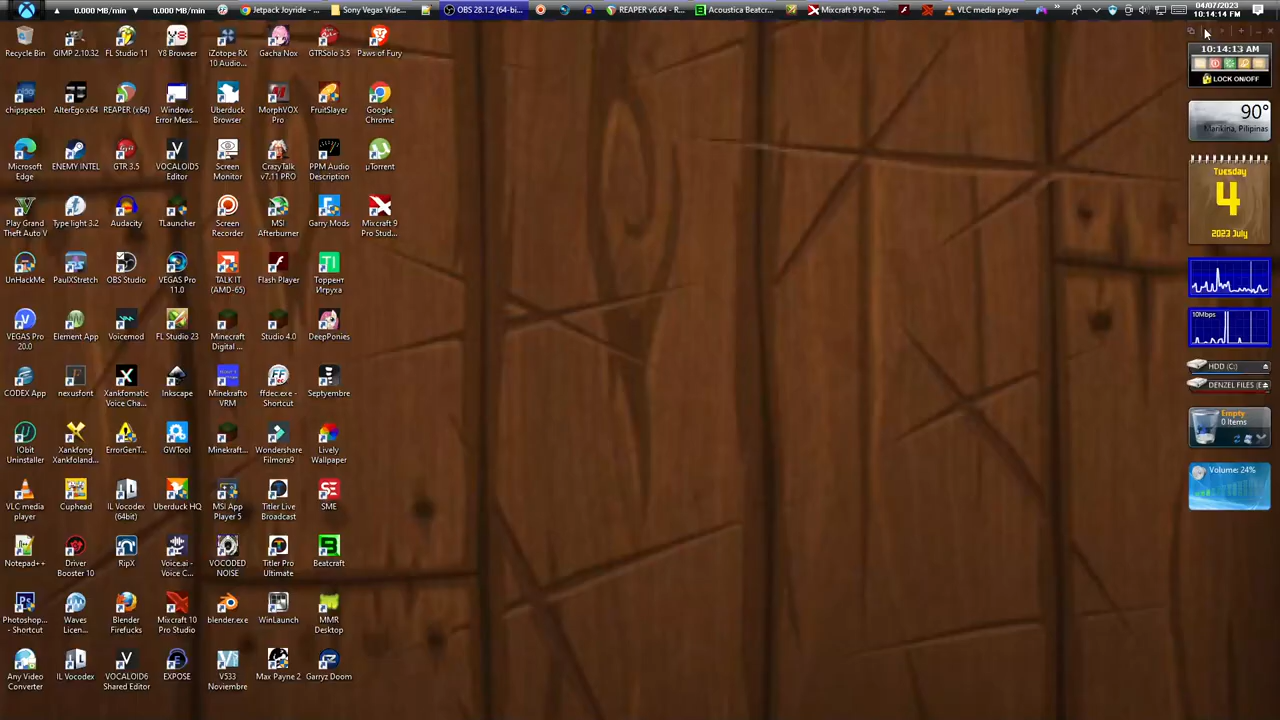 0.000 MB/min
0.000 MB/min
Jetpack Joyride - ...
Sony Vegas Vide...
OBS 28.1.2 (64-bi...
REAPER v6.64 - R...
Acoustica Beatcr...
Mixcraft 9 Pro St...
VLC media player
04/07/2023
10:14:14 PM
Recycle Bin
GIMP 2.10.32
FL Studio 11
Y8 Browser
iZotope RX
10 Audio...
Gacha Nox
GTRSolo 3.5
Paws of Fury
chipspeech
AlterEgo x64
REAPER (x64)
Windows
Error Mess...
Uberduck
Browser
MorphVOX
Pro
FruitSlayer
Google
Chrome
Microsoft
Edge
ENEMY INTEL
GTR 3.5
VOCALOID5
Editor
Screen
Monitor
CrazyTalk
v7.11 PRO
PPM Audio
Description
µTorrent
Play Grand
Theft Auto V
Type light 3.2
Audacity
TLauncher
Screen
Recorder
MSI
Afterburner
Garry Mods
Mixcraft 9
Pro Stud...
UnHackMe
PaulXStretch
OBS Studio
VEGAS Pro
11.0
TALK IT
(AMD-65)
Flash Player
Торрент
Игруха
VEGAS Pro
20.0
Element App
Voicemod
FL Studio 23
Minecraft
Digital ...
Studio 4.0
DeepPonies
CODEX App
nexusfont
Xankfomatic
Voice Cha...
Inkscape
Minekrafto
VRM
ffdec.exe -
Shortcut
Septyembre
IObit
Uninstaller
Xankfong
Xankfoland...
ErrorGenT...
GWTool
Minekraf...
Wondershare
Filmora9
Lively
Wallpaper
VLC media
player
Cuphead
IL Vocodex
(64bit)
Uberduck HQ
MSI App
Player 5
Titler Live
Broadcast
SME
Notepad++
Driver
Booster 10
RipX
Voice.ai -
Voice C...
VOCODED
NOISE
Titler Pro
Ultimate
Beatcraft
Photoshop...
- Shortcut
Waves
Licen...
Blender
Firefucks
Mixcraft 10
Pro Studio
blender.exe
WinLaunch
MMR
Desktop
Any Video
Converter
IL Vocodex
VOCALOID6
Shared Editor
EXPOSE
V533
Noviembre
Max Payne 2
Garryz Doom
10:14:13 AM
LOCK ON/OFF
90°
Mankina, Pilipinas
Tuesday
4
2023 July
10Mbps
HDD (C:)
DENZEL FILES (E
Empty
0 Items
Volume: 24%